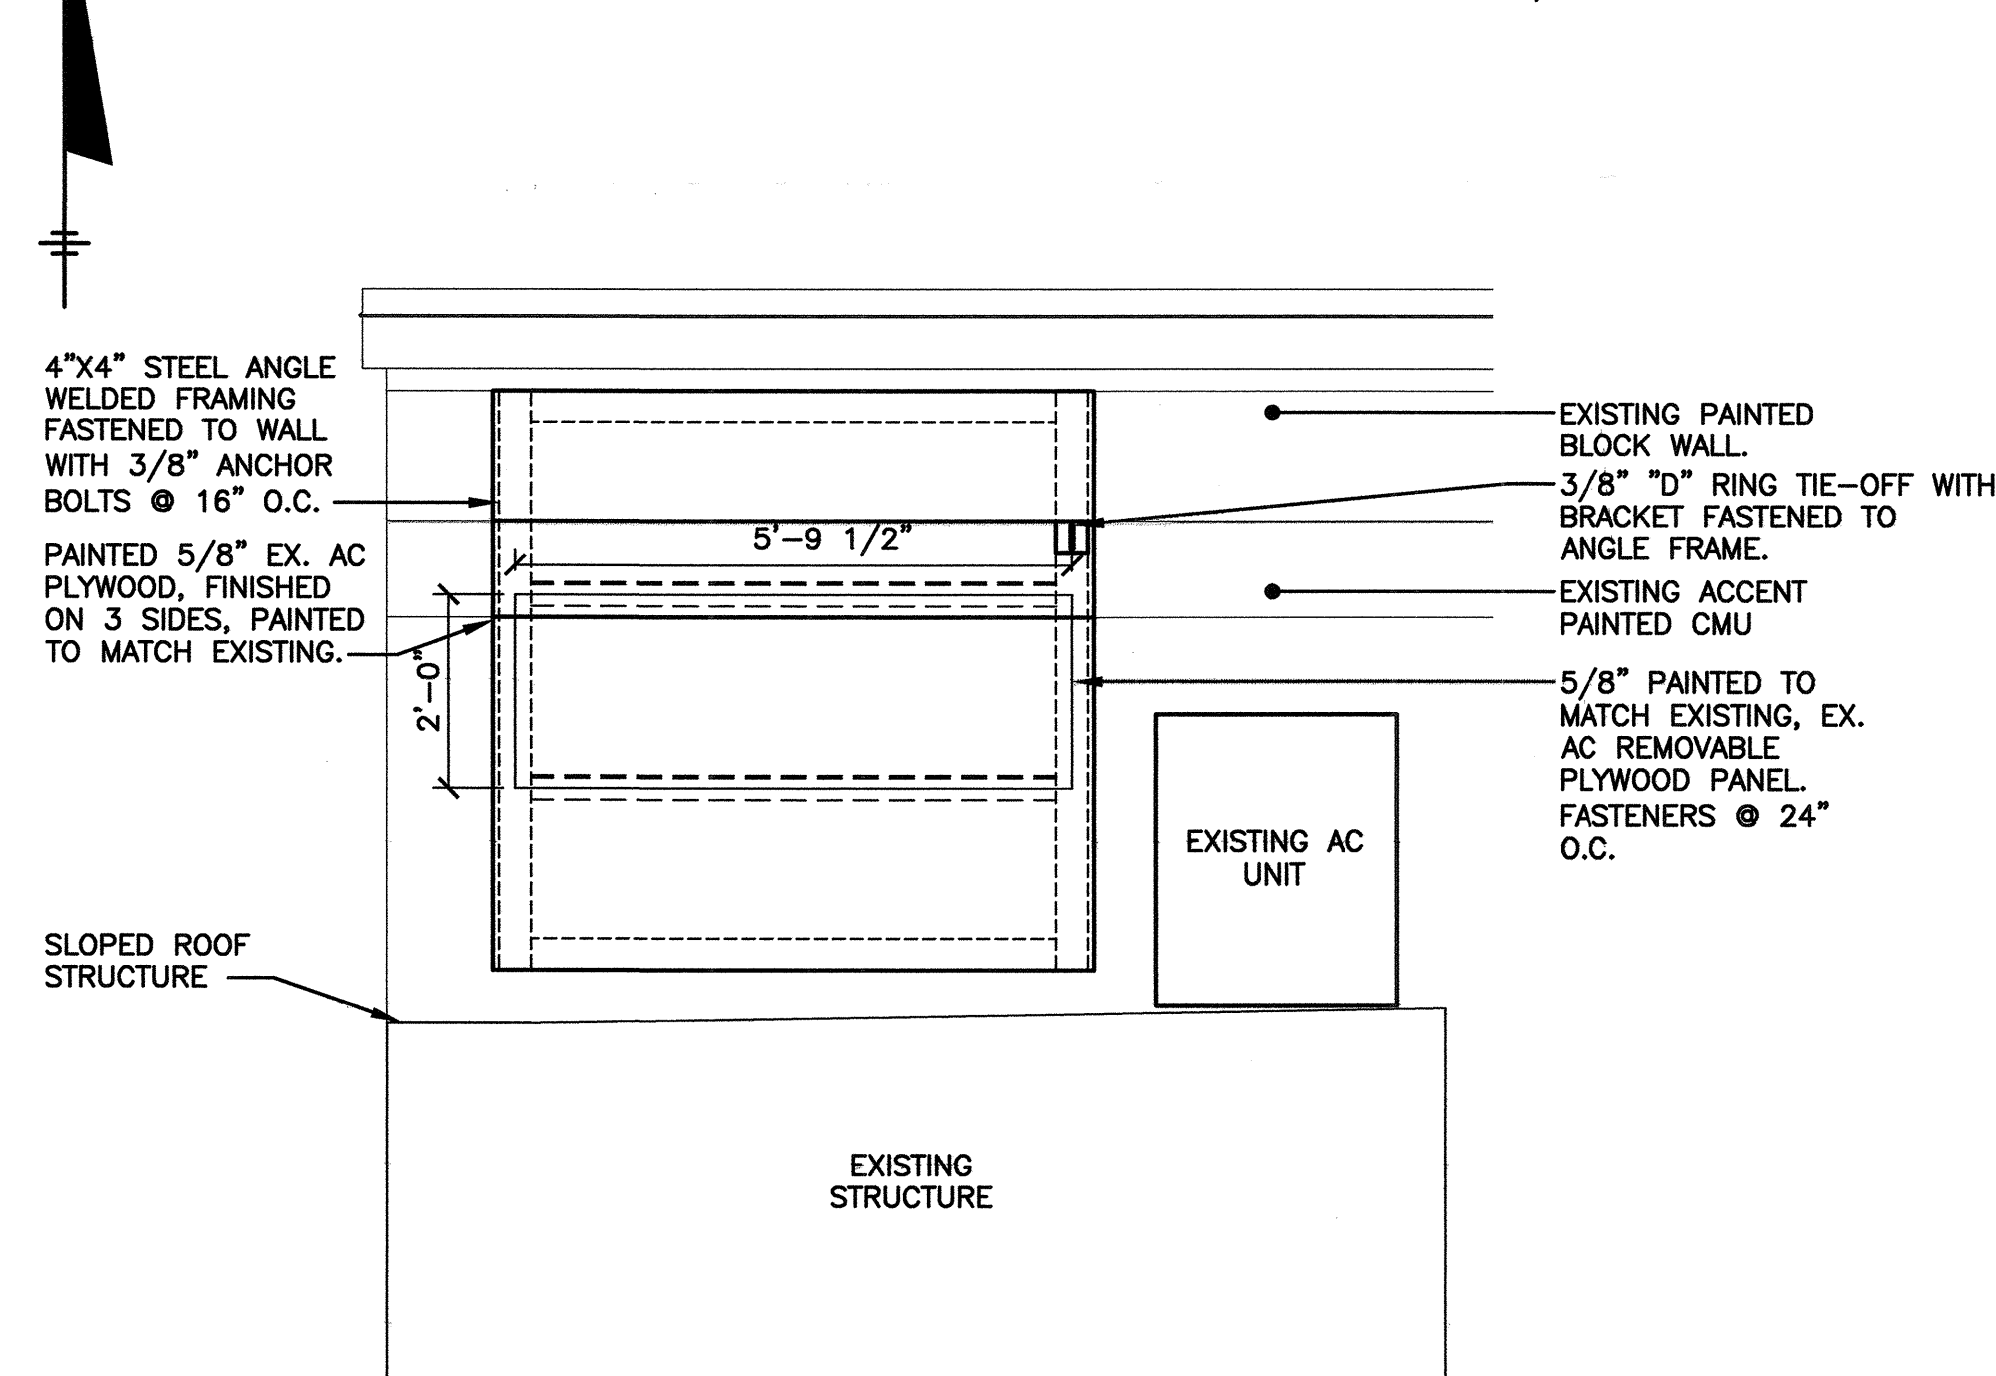 4"X4" STEEL ANGLE
WELDED FRAMING
FASTENED TO WALL
WITH 3/8" ANCHOR
BOLTS @ 16" O.C.
PAINTED 5/8" EX. AC
PLYWOOD, FINISHED
ON 3 SIDES, PAINTED
TO MATCH EXISTING.
SLOPED ROOF
STRUCTURE
5'-9 1/2"
2'-0"
EXISTING AC
UNIT
EXISTING
STRUCTURE
EXISTING PAINTED
BLOCK WALL.
3/8" "D" RING TIE-OFF WITH
BRACKET FASTENED TO
ANGLE FRAME.
EXISTING ACCENT
PAINTED CMU
5/8" PAINTED TO
MATCH EXISTING, EX.
AC REMOVABLE
PLYWOOD PANEL.
FASTENERS @ 24"
O.C.